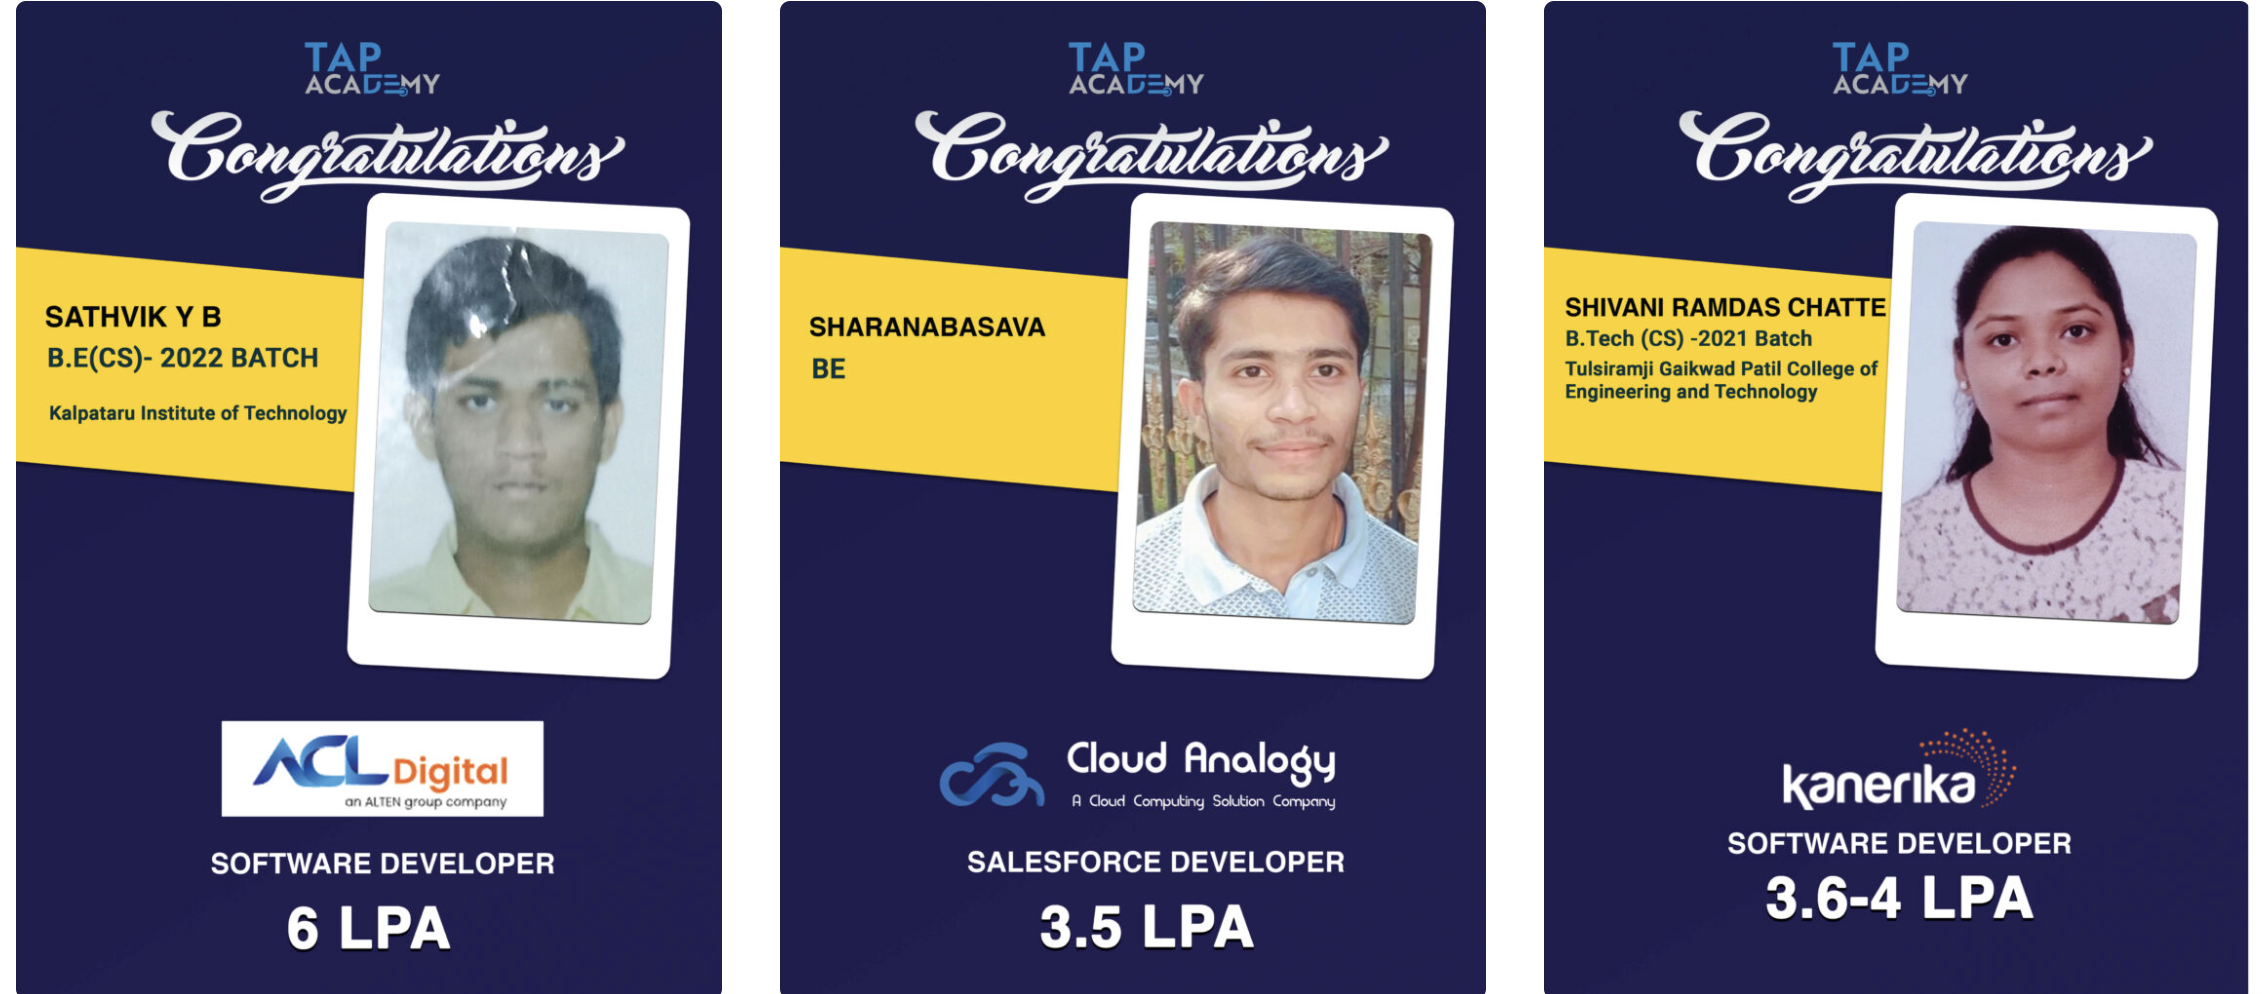 TAP
ACADEMY
Congratulations
SATHVIK Y B
B.E(CS)- 2022 BATCH
Kalpataru Institute of Technology
ACL Digital
an ALTEN group company
SOFTWARE DEVELOPER
6 LPA
TAP
ACADEMY
Congratulations
SHARANABASAVA
BE
Cloud Analogy
A Cloud Computing Solution Company
SALESFORCE DEVELOPER
3.5 LPA
TAP
ACADEMY
Congratulations
SHIVANI RAMDAS CHATTE
B.Tech (CS) -2021 Batch
Tulsiramji Gaikwad Patil College of
Engineering and Technology
kanerika
SOFTWARE DEVELOPER
3.6-4 LPA